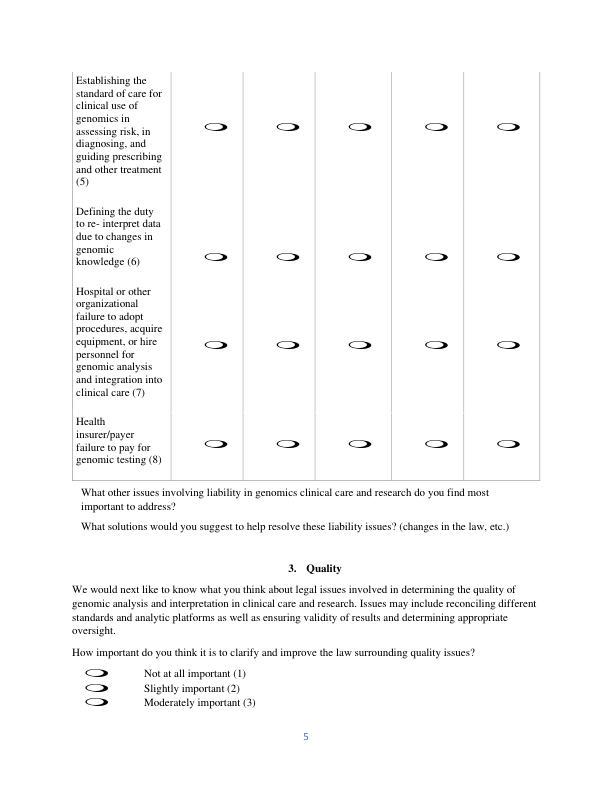 Establishing the
standard of care for
clinical use of
genomics in
assessing risk, in
diagnosing, and
guiding prescribing
and other treatment
(5)
Defining the duty
to re- interpret data
due to changes in
genomic
knowledge (6)
Hospital or other
organizational
failure to adopt
procedures, acquire
equipment, or hire
personnel for
genomic analysis
and integration into
clinical care (7)
Health
insurer/payer
failure to pay for
genomic testing (8)
What other issues involving liability in genomics clinical care and research do you find most
important to address?
What solutions would you suggest to help resolve these liability issues? (changes in the law, etc.)
3. Quality
We would next like to know what you think about legal issues involved in determining the quality of
genomic analysis and interpretation in clinical care and research. Issues may include reconciling different
standards and analytic platforms as well as ensuring validity of results and determining appropriate
oversight.
How important do you think it is to clarify and improve the law surrounding quality issues?
Not at all important (1)
Slightly important (2)
Moderately important (3)
5